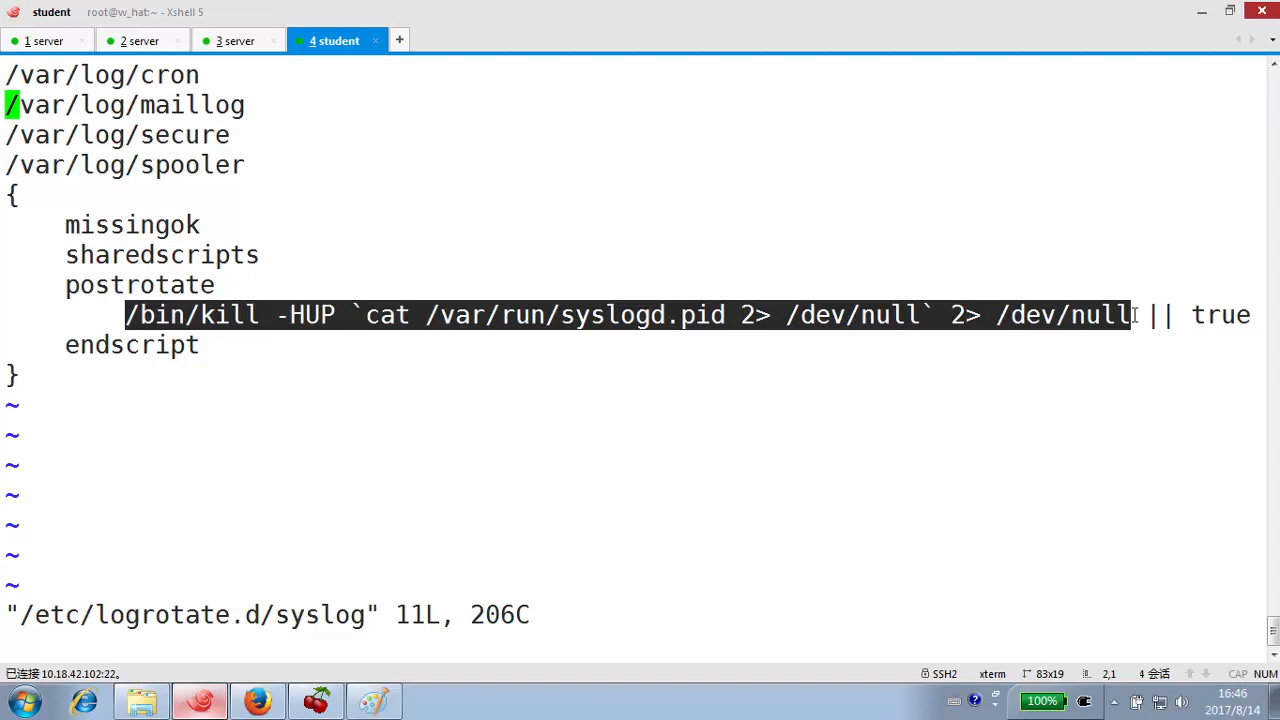 student root@w_hat:~ - Xshell 5
1 server
2 server
3 server
4 student
+
/var/log/cron
/var/log/maillog
/var/log/secure
/var/log/spooler
{
missingok
sharedscripts
postrotate
/bin/kill -HUP `cat /var/run/syslogd.pid 2> /dev/null` 2> /dev/null || true
endscript
}
~
~
~
~
~
~
~
"/etc/logrotate.d/syslog" 11L, 206C
已连接 10.18.42.102:22。 SSH2 xterm 83x19 2,1 4 会话 CAP NUM
100%
16:46
2017/8/14